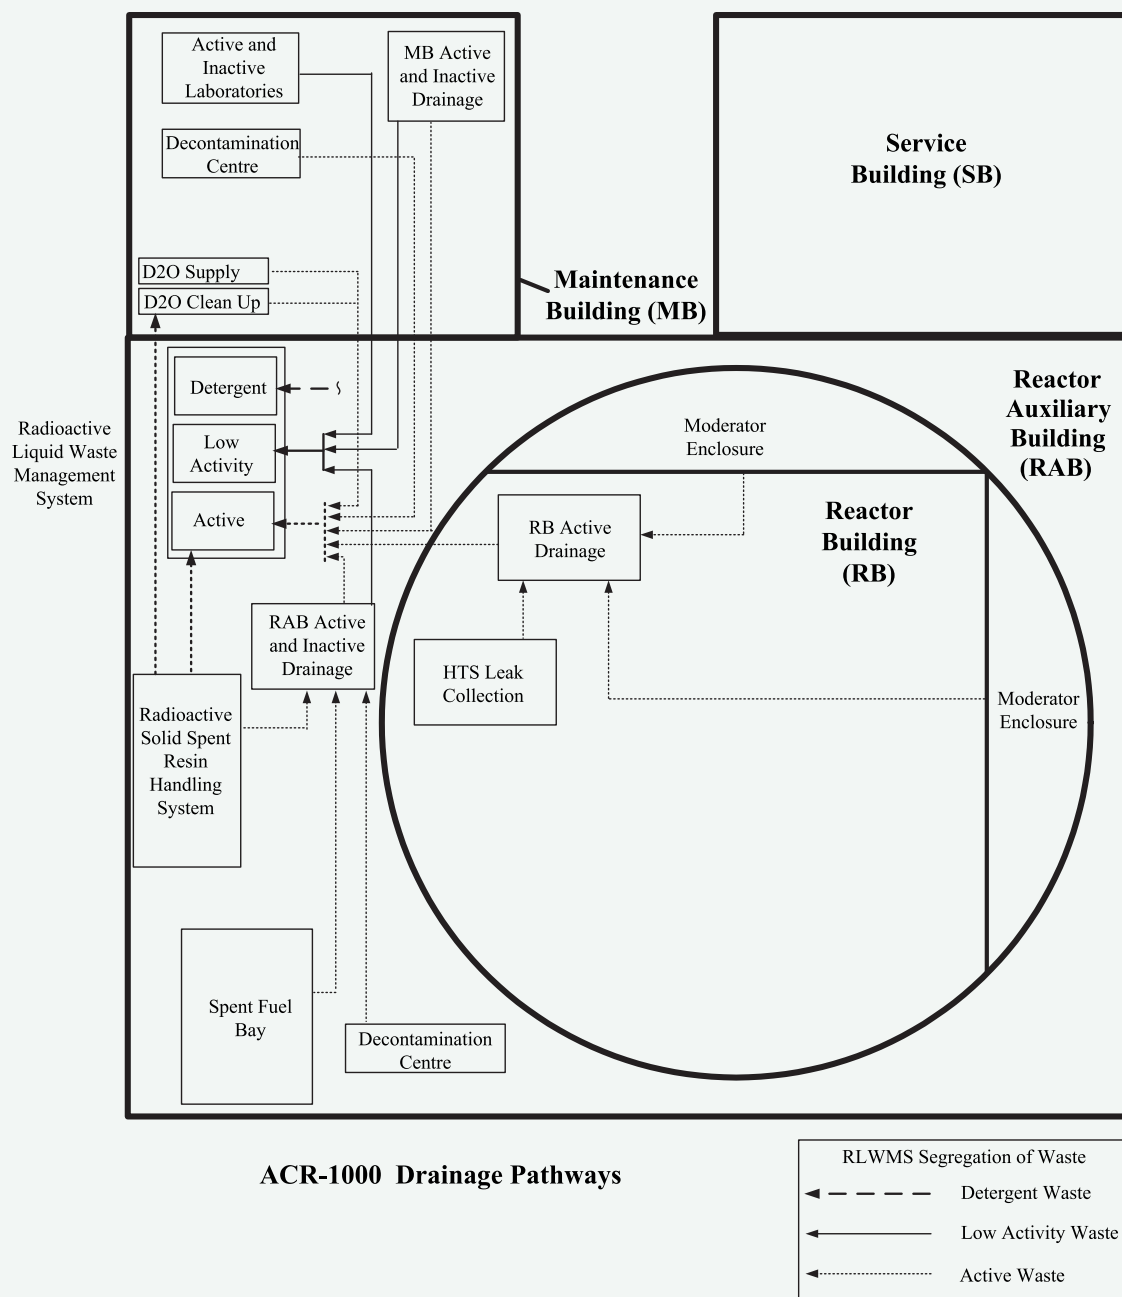 Active and
Inactive
Laboratories
MB Active
and Inactive
Drainage
Decontamination
Centre
Service
Building (SB)
D2O Supply
D2O Clean Up
Maintenance
Building (MB)
Detergent
Low
Activity
Active
Radioactive
Liquid Waste
Management
System
Moderator
Enclosure
Reactor
Auxiliary
Building
(RAB)
RB Active
Drainage
Reactor
Building
(RB)
RAB Active
and Inactive
Drainage
HTS Leak
Collection
Moderator
Enclosure
Radioactive
Solid Spent
Resin
Handling
System
Spent Fuel
Bay
Decontamination
Centre
ACR-1000 Drainage Pathways
RLWMS Segregation of Waste
Detergent Waste
Low Activity Waste
Active Waste